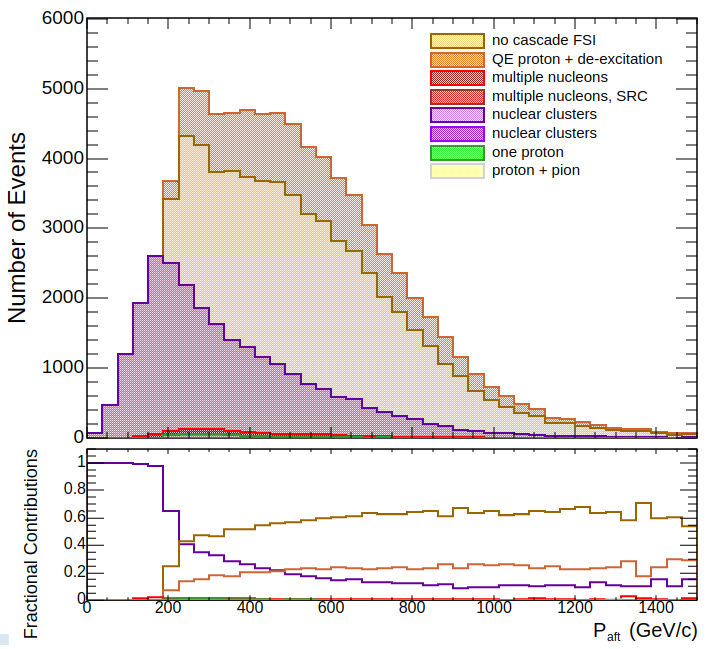 6000
5000
4000
3000
2000
1000
0
Number of Events
no cascade FSI
QE proton + de-excitation
multiple nucleons
multiple nucleons, SRC
nuclear clusters
nuclear clusters
one proton
proton + pion
1
0.8
0.6
0.4
0.2
0
Fractional Contributions
0 200 400 600 800 1000 1200 1400
P_aft (GeV/c)